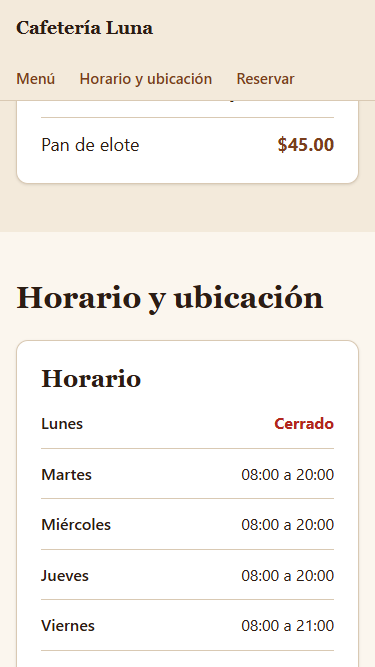 Cafetería Luna
Menú Horario y ubicación Reservar
Pan de elote $45.00
Horario y ubicación
Horario
Lunes Cerrado
Martes 08:00 a 20:00
Miércoles 08:00 a 20:00
Jueves 08:00 a 20:00
Viernes 08:00 a 21:00